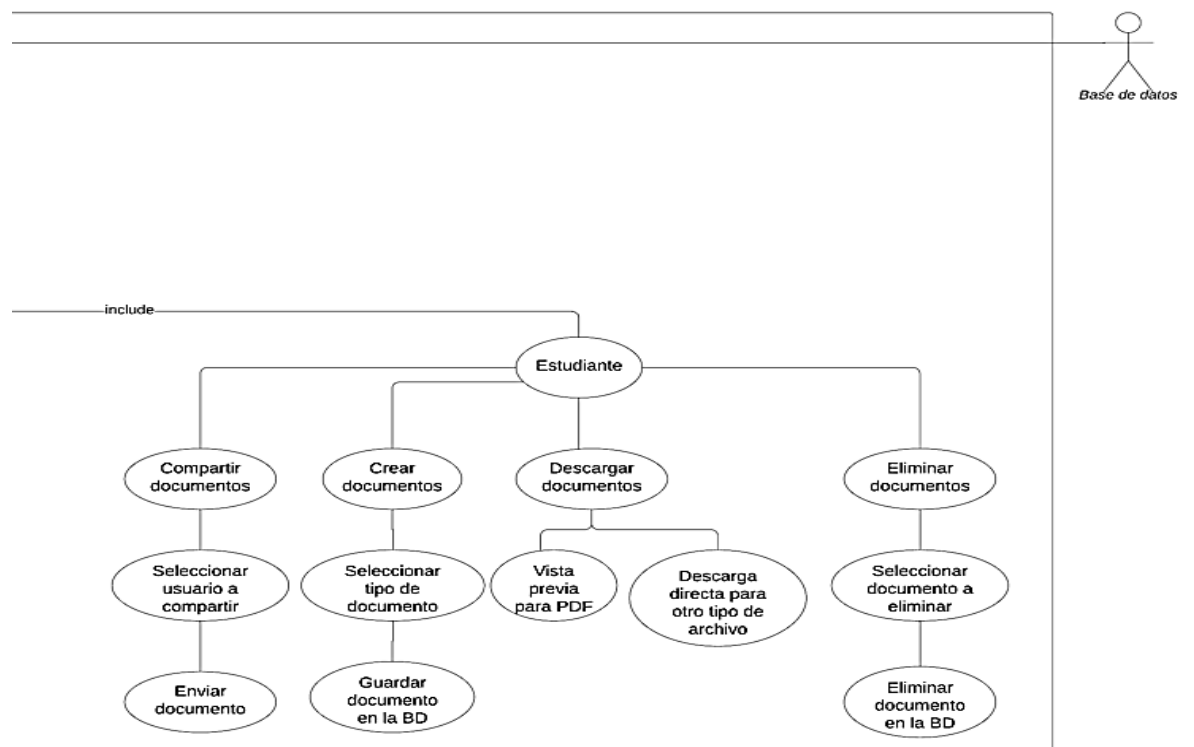 Base de datos
include
Estudiante
Compartir
documentos
Crear
documentos
Descargar
documentos
Eliminar
documentos
Seleccionar
usuario a
compartir
Seleccionar
tipo de
documento
Vista
previa
para PDF
Descarga
directa para
otro tipo de
archivo
Seleccionar
documento a
eliminar
Enviar
documento
Guardar
documento
en la BD
Eliminar
documento
en la BD